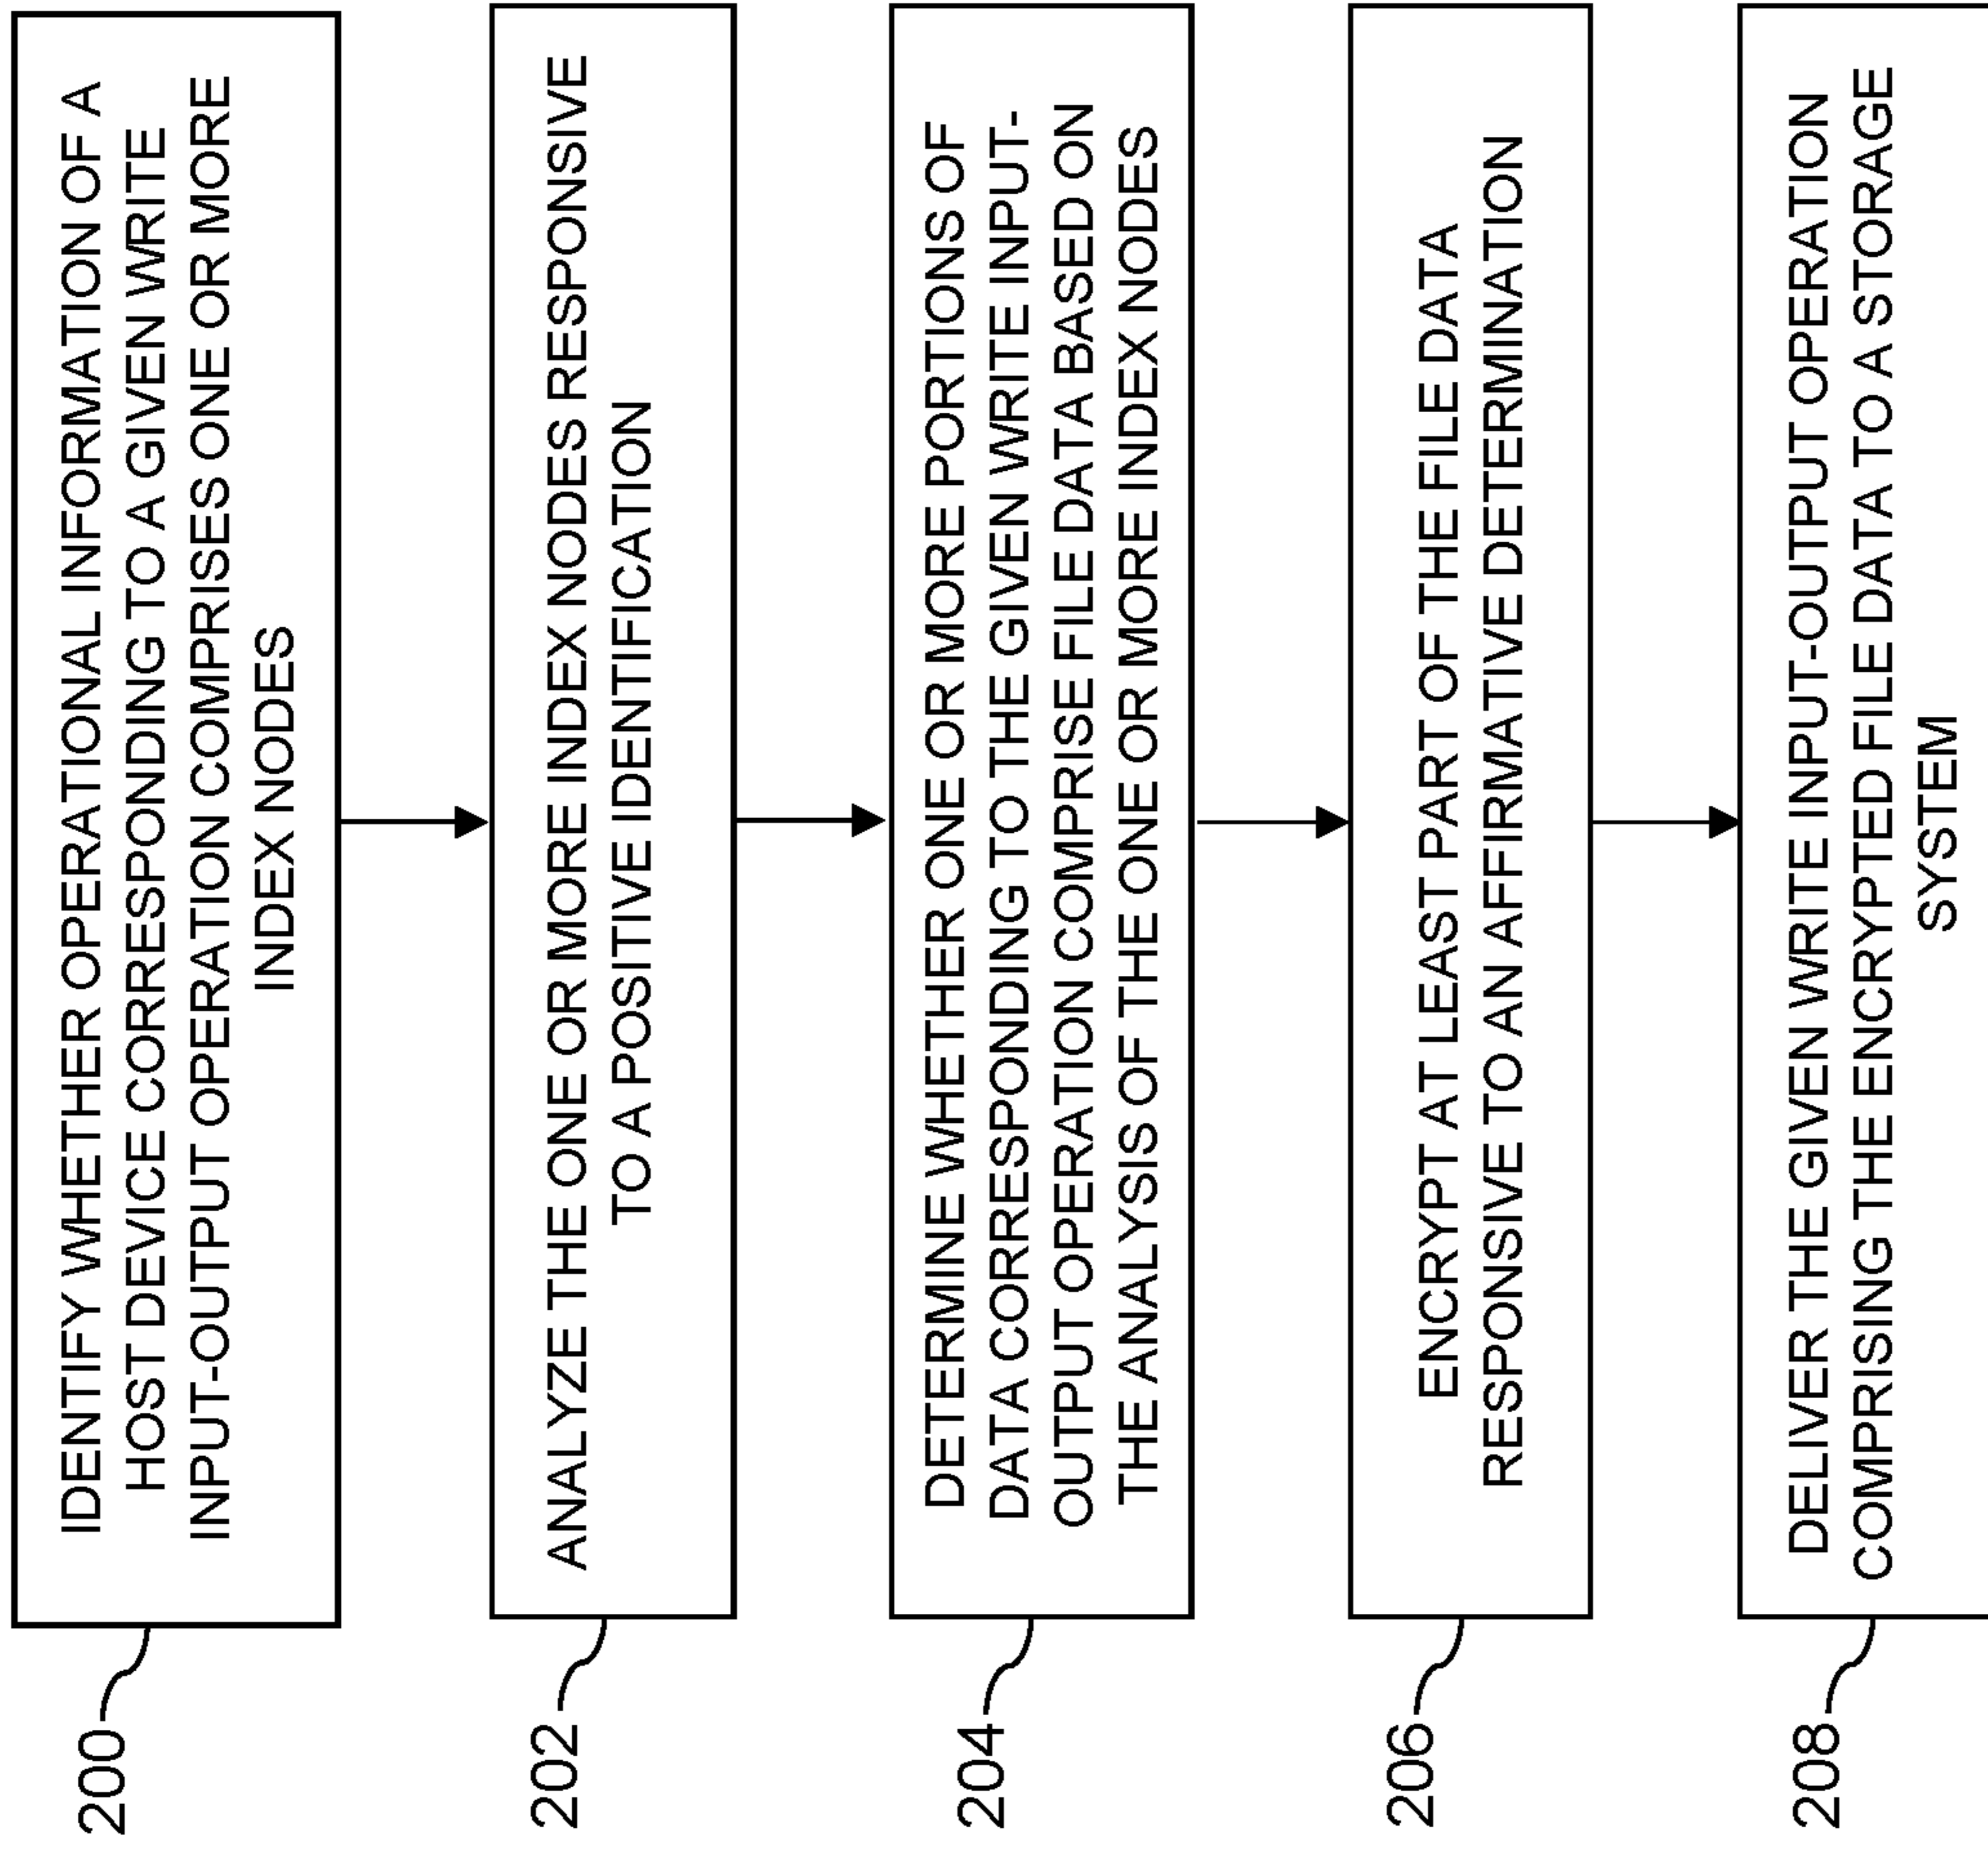 IDENTIFY WHETHER OPERATIONAL INFORMATION OF A
HOST DEVICE CORRESPONDING TO A GIVEN WRITE
INPUT-OUTPUT OPERATION COMPRISES ONE OR MORE
INDEX NODES
200
ANALYZE THE ONE OR MORE INDEX NODES RESPONSIVE
TO A POSITIVE IDENTIFICATION
202
DETERMINE WHETHER ONE OR MORE PORTIONS OF
DATA CORRESPONDING TO THE GIVEN WRITE INPUT-
OUTPUT OPERATION COMPRISE FILE DATA BASED ON
THE ANALYSIS OF THE ONE OR MORE INDEX NODES
204
ENCRYPT AT LEAST PART OF THE FILE DATA
RESPONSIVE TO AN AFFIRMATIVE DETERMINATION
206
DELIVER THE GIVEN WRITE INPUT-OUTPUT OPERATION
COMPRISING THE ENCRYPTED FILE DATA TO A STORAGE
SYSTEM
208